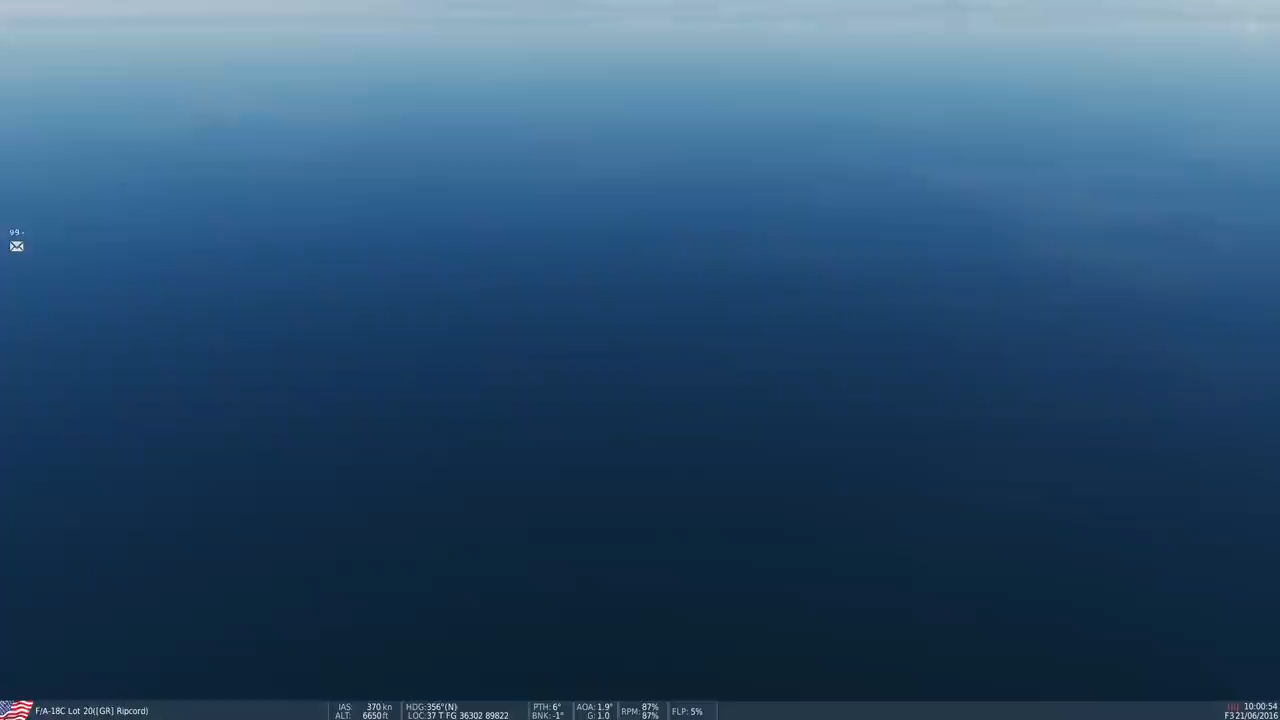 99+
F/A-18C Lot 20([GR] Ripcord)
IAS: 370 kn
ALT: 6650 ft
HDG: 356°(N)
LOC: 37 T FG 36302 89822
PTH: 6°
BNK: -1°
AOA: 1.9°
G: 1.0
RPM: 87%
87%
FLP: 5%
10:00:54
F3 21/06/2016